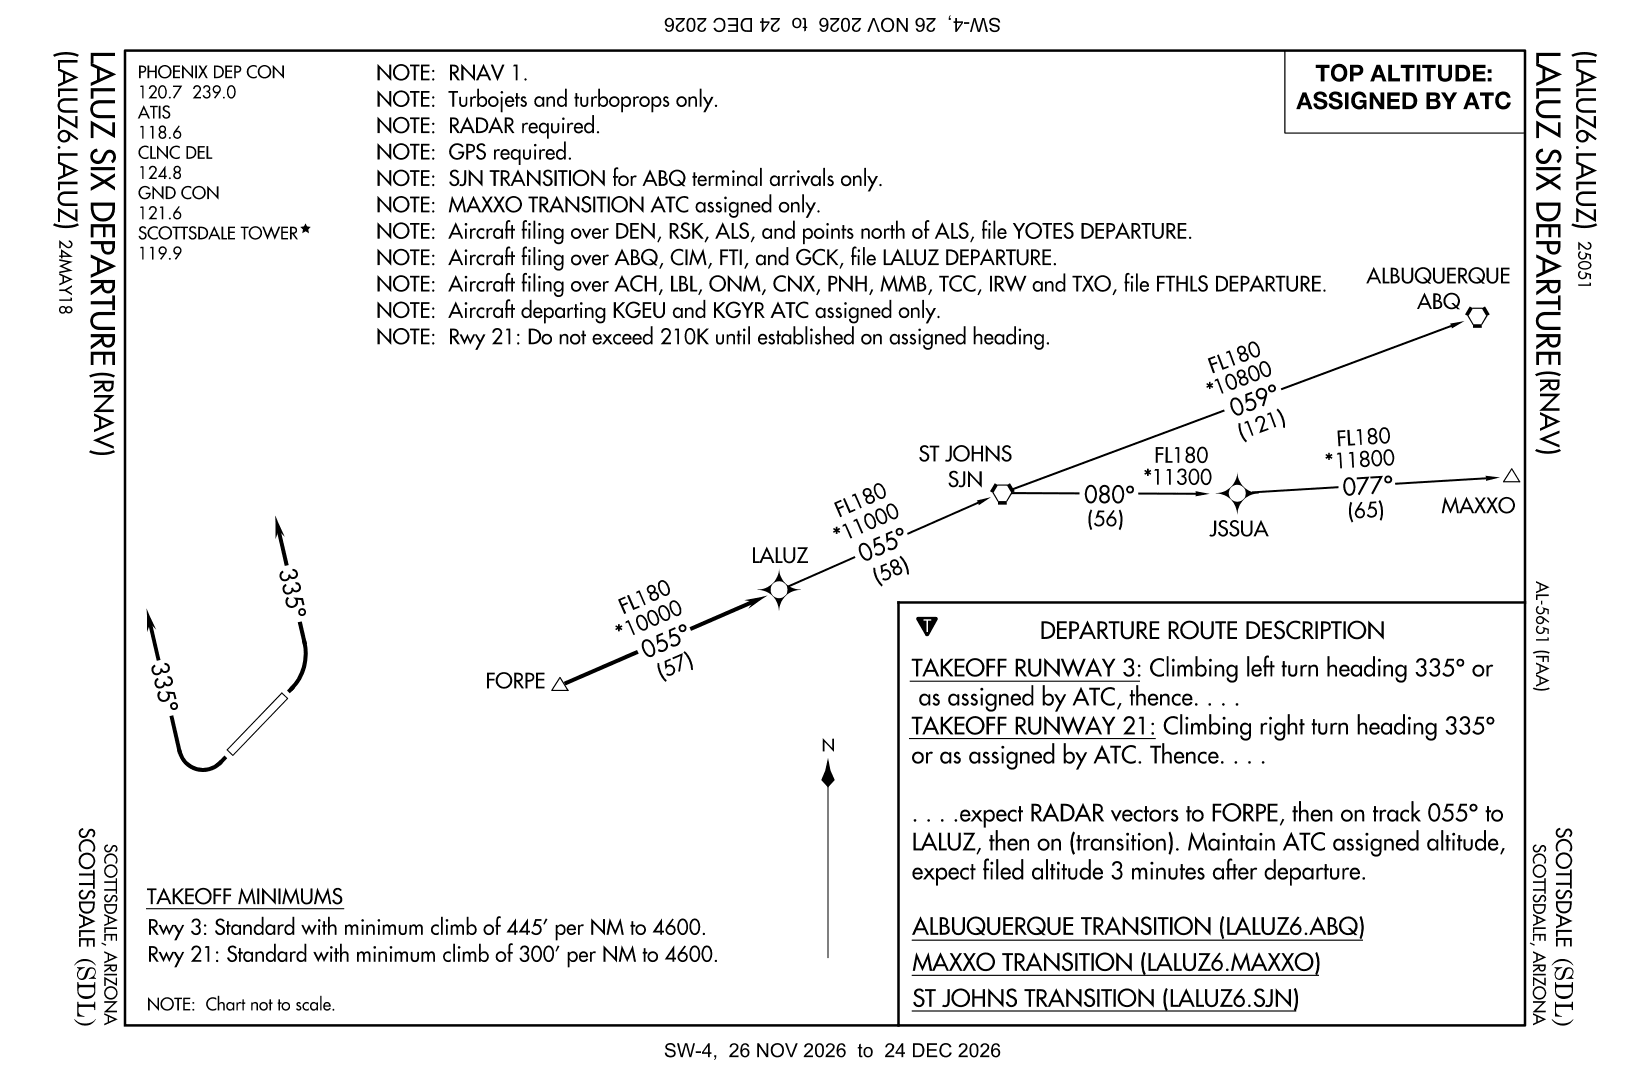 SW-4, 26 NOV 2026 to 24 DEC 2026
LALUZ SIX DEPARTURE (RNAV)
(LALUZ6.LALUZ) 24MAY18
SCOTTSDALE, ARIZONA
SCOTTSDALE (SDL)
PHOENIX DEP CON
120.7 239.0
ATIS
118.6
CLNC DEL
124.8
GND CON
121.6
SCOTTSDALE TOWER★
119.9
NOTE: RNAV 1.
NOTE: Turbojets and turboprops only.
NOTE: RADAR required.
NOTE: GPS required.
NOTE: SJN TRANSITION for ABQ terminal arrivals only.
NOTE: MAXXO TRANSITION ATC assigned only.
NOTE: Aircraft filing over DEN, RSK, ALS, and points north of ALS, file YOTES DEPARTURE.
NOTE: Aircraft filing over ABQ, CIM, FTI, and GCK, file LALUZ DEPARTURE.
NOTE: Aircraft filing over ACH, LBL, ONM, CNX, PNH, MMB, TCC, IRW and TXO, file FTHLS DEPARTURE.
NOTE: Aircraft departing KGEU and KGYR ATC assigned only.
NOTE: Rwy 21: Do not exceed 210K until established on assigned heading.
TOP ALTITUDE:
ASSIGNED BY ATC
ALBUQUERQUE
ABQ
FL180
*10800
059°
(121)
ST JOHNS
SJN
FL180
*11300
080°
(56)
JSSUA
FL180
*11800
077°
(65)
MAXXO
FL180
*11000
055°
(58)
LALUZ
FL180
*10000
055°
(57)
FORPE
335°
335°
N
T
DEPARTURE ROUTE DESCRIPTION
TAKEOFF RUNWAY 3: Climbing left turn heading 335° or
as assigned by ATC, thence. . . .
TAKEOFF RUNWAY 21: Climbing right turn heading 335°
or as assigned by ATC. Thence. . . .
. . . .expect RADAR vectors to FORPE, then on track 055° to
LALUZ, then on (transition). Maintain ATC assigned altitude,
expect filed altitude 3 minutes after departure.
ALBUQUERQUE TRANSITION (LALUZ6.ABQ)
MAXXO TRANSITION (LALUZ6.MAXXO)
ST JOHNS TRANSITION (LALUZ6.SJN)
TAKEOFF MINIMUMS
Rwy 3: Standard with minimum climb of 445' per NM to 4600.
Rwy 21: Standard with minimum climb of 300' per NM to 4600.
NOTE: Chart not to scale.
(LALUZ6.LALUZ) 25051
LALUZ SIX DEPARTURE (RNAV)
AL-5651 (FAA)
SCOTTSDALE (SDL)
SCOTTSDALE, ARIZONA
SW-4, 26 NOV 2026 to 24 DEC 2026